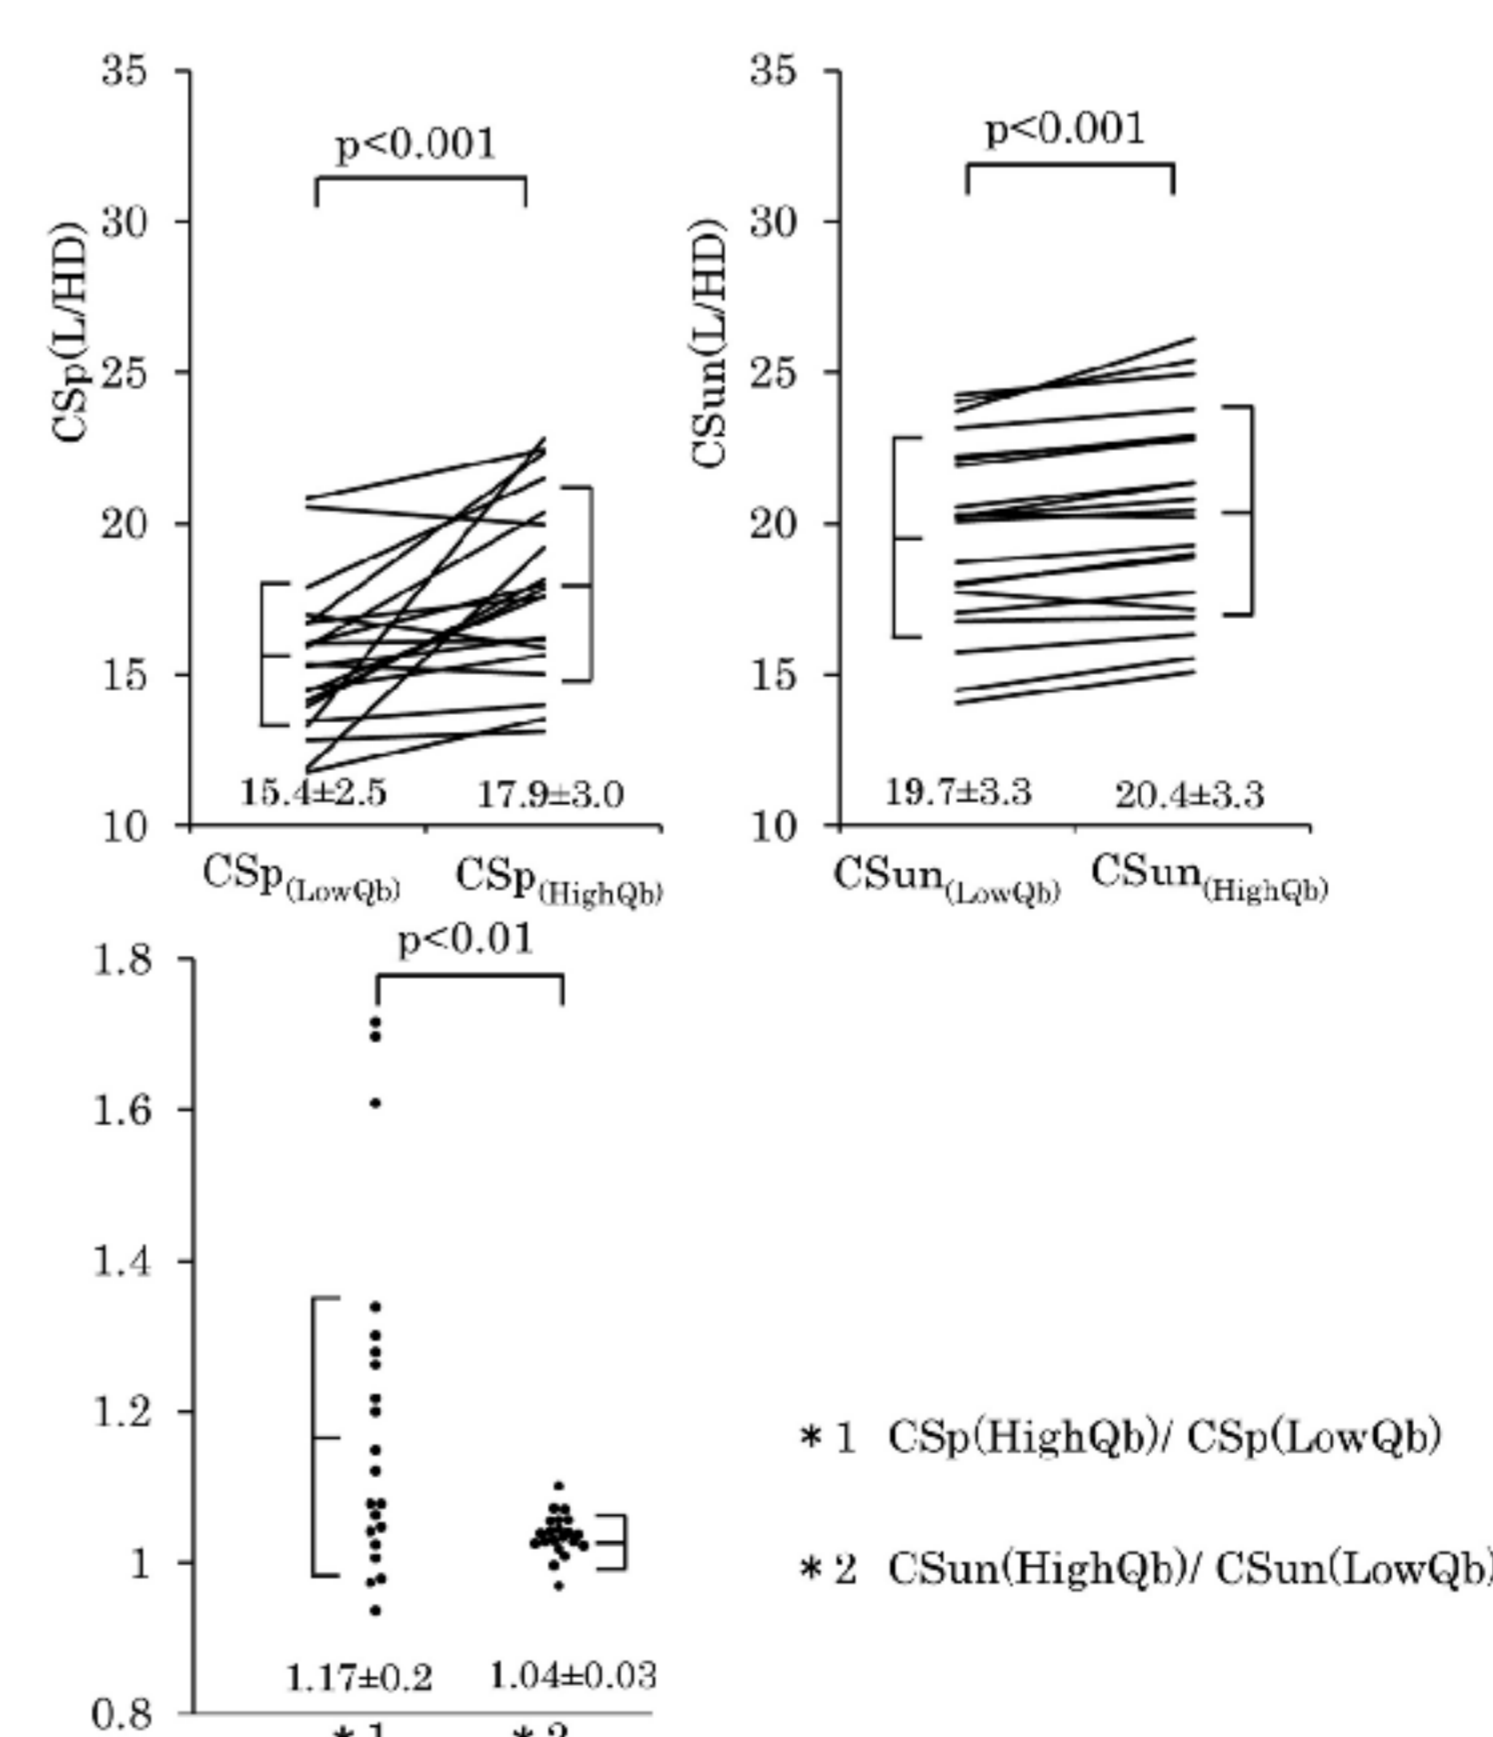 35
p<0.001
30
CSp(L/HD)
25
20
15
15.4±2.5
17.9±3.0
10
CSp(LowQb)
CSp(HighQb)
35
p<0.001
30
CSun(L/HD)
25
20
15
19.7±3.3
20.4±3.3
10
CSun(LowQb)
CSun(HighQb)
p<0.01
1.8
1.6
1.4
1.2
1
1.17±0.2
1.04±0.03
0.8
*1
*2
*1 CSp(HighQb)/ CSp(LowQb)
*2 CSun(HighQb)/ CSun(LowQb)